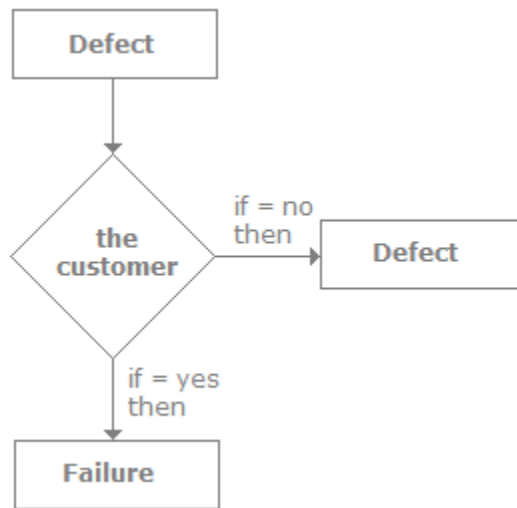 Defect
the
customer
if = no
then
Defect
if = yes
then
Failure